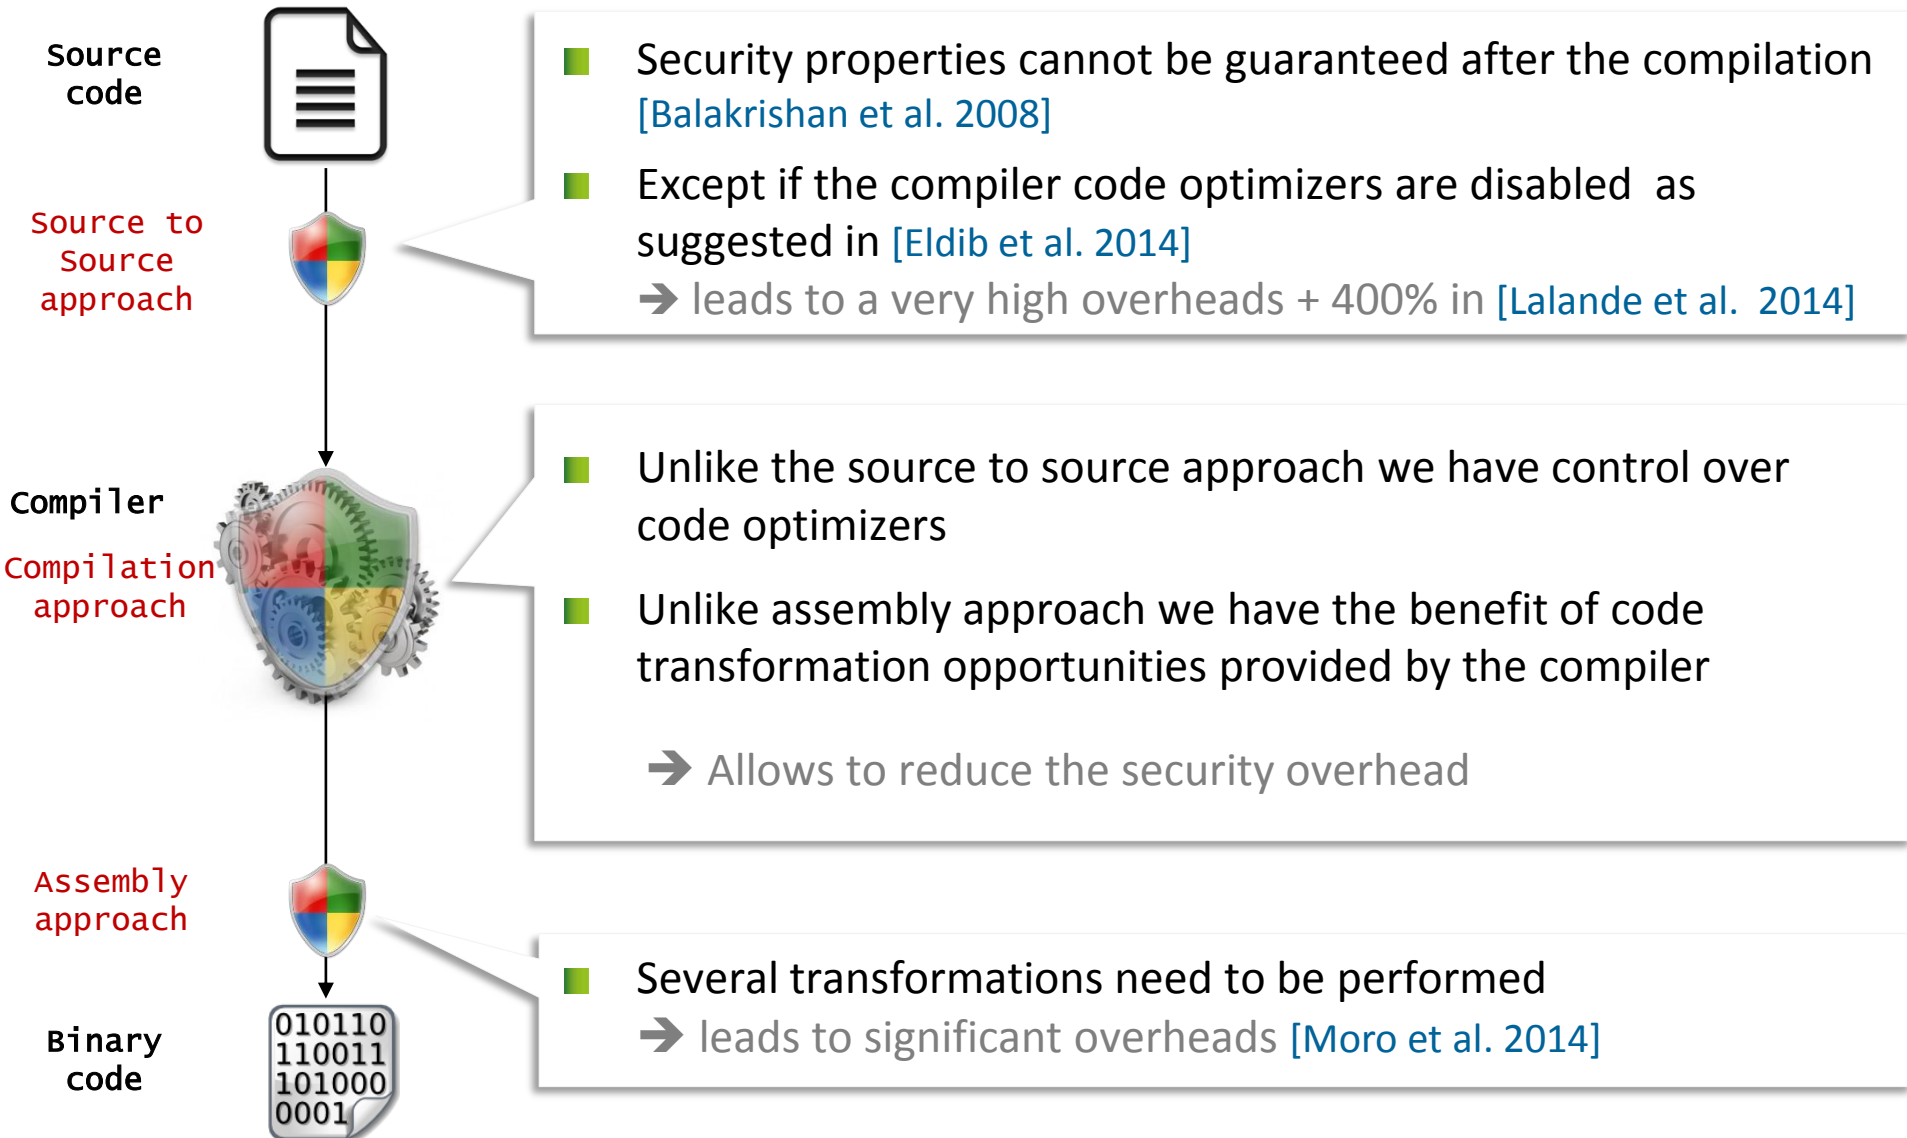 Source
code
Security properties cannot be guaranteed after the compilation
[Balakrishan et al. 2008]
Except if the compiler code optimizers are disabled as
suggested in [Eldib et al. 2014]
➔ leads to a very high overheads + 400% in [Lalande et al. 2014]
Source to
Source
approach
Compiler
Compilation
approach
Unlike the source to source approach we have control over
code optimizers
Unlike assembly approach we have the benefit of code
transformation opportunities provided by the compiler
➔ Allows to reduce the security overhead
Assembly
approach
Several transformations need to be performed
➔ leads to significant overheads [Moro et al. 2014]
Binary
code
010110
110011
101000
0001